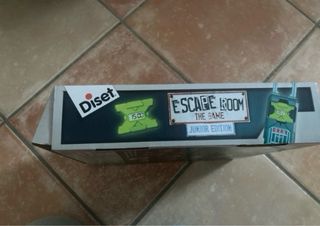 Diset
ESCAPE ROOM
THE GAME
JUNIOR EDITION